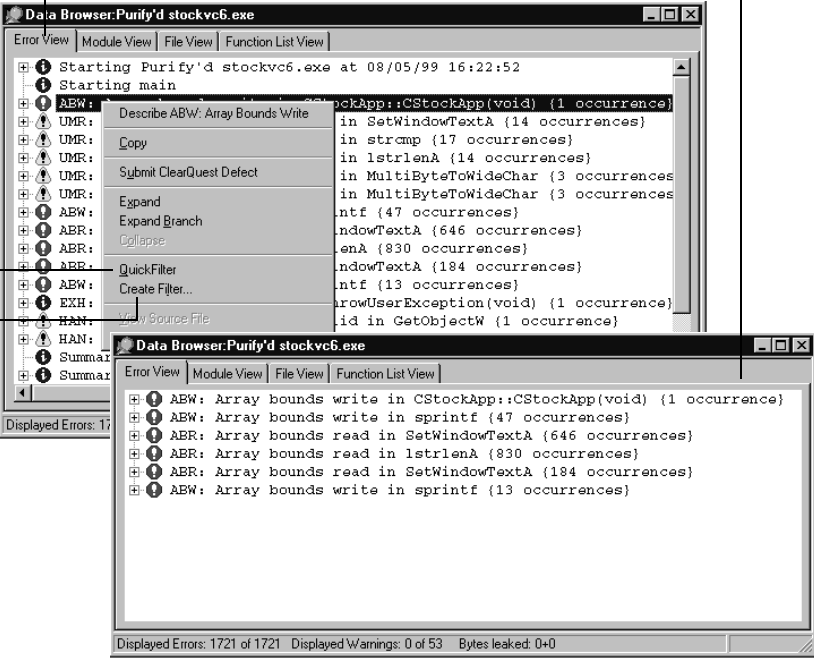 Data Browser:Purify'd stockvc6.exe
Error View Module View File View Function List View
Starting Purify'd stockvc6.exe at 08/05/99 16:22:52
Starting main
ABW: CStockApp::CStockApp(void) {1 occurrence}
UMR: in SetWindowTextA {14 occurrences}
UMR: in strcmp {17 occurrences}
UMR: in lstrlenA {14 occurrences}
UMR: in MultiByteToWideChar {3 occurrences
UMR: in MultiByteToWideChar {3 occurrences
ABW: intf {47 occurrences}
ABR: ndowTextA {646 occurrences}
ABR: lenA {830 occurrences}
ABR: ndowTextA {184 occurrences}
ABW: intf {13 occurrences}
EXH: hrowUserException(void) {1 occurrence}
HAN: lid in GetObjectW {1 occurrence}
HAN:
Summar
Summar
Displayed Errors: 17
Describe ABW: Array Bounds Write
Copy
Submit ClearQuest Defect
Expand
Expand Branch
Collapse
QuickFilter
Create Filter...
View Source File
Data Browser:Purify'd stockvc6.exe
Error View Module View File View Function List View
ABW: Array bounds write in CStockApp::CStockApp(void) {1 occurrence}
ABW: Array bounds write in sprintf {47 occurrences}
ABR: Array bounds read in SetWindowTextA {646 occurrences}
ABR: Array bounds read in lstrlenA {830 occurrences}
ABR: Array bounds read in SetWindowTextA {184 occurrences}
ABW: Array bounds write in sprintf {13 occurrences}
Displayed Errors: 1721 of 1721 Displayed Warnings: 0 of 53 Bytes leaked: 0+0